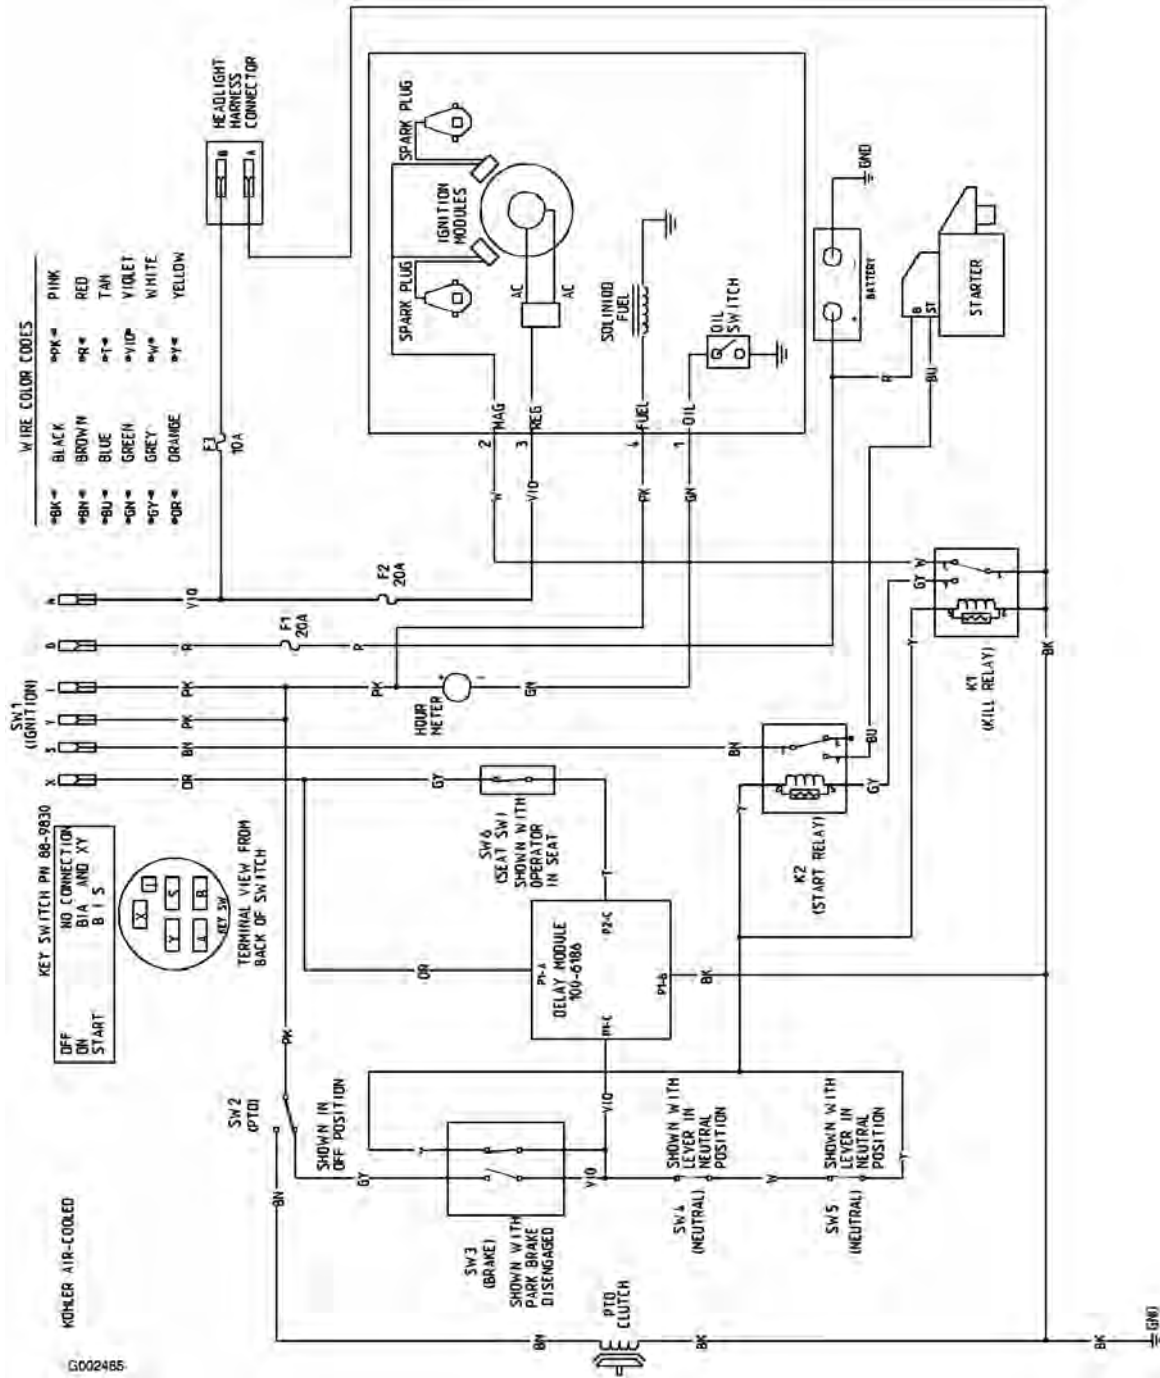 KOHLER AIR-COOLED
G002485
KEY SWITCH PN 88-9830
OFF NO CONNECTION
ON BIA AND XY
START B I S
X
I
Y
S
A
B
KEY SW
TERMINAL VIEW FROM
BACK OF SWITCH
SW1
(IGNITION)
X
S
Y
I
A
WIRE COLOR CODES
"BK" BLACK
"BN" BROWN
"BU" BLUE
"GN" GREEN
"GY" GREY
"OR" ORANGE
"PK" PINK
"R" RED
"T" TAN
"VIO" VIOLET
"W" WHITE
"Y" YELLOW
HEADLIGHT
HARNESS
CONNECTOR
B
A
F3
10A
VIO
F2
20A
R
F1
20A
R
PK
PK
PK
BN
OR
HOUR
METER
+
-
GN
GY
SW6
(SEAT SW)
SHOWN WITH
OPERATOR
IN SEAT
T
OR
DELAY MODULE
100-6186
P1-A
P2-C
P1-C
P1-B
BK
PK
SW2
(PTO)
SHOWN IN
OFF POSITION
BN
GY
SW3
(BRAKE)
SHOWN WITH
PARK BRAKE
DISENGAGED
Y
VIO
VIO
SW4
(NEUTRAL)
SHOWN WITH
LEVER IN
NEUTRAL
POSITION
W
SW5
(NEUTRAL)
SHOWN WITH
LEVER IN
NEUTRAL
POSITION
Y
BN
PTO
CLUTCH
BK
BK
GND
K2
(START RELAY)
BN
Y
BU
GY
K1
(KILL RELAY)
GY
W
Y
BK
W
VIO
PK
GN
2
3
4
1
MAG
REG
FUEL
OIL
SPARK PLUG
SPARK PLUG
IGNITION
MODULES
AC
AC
SOLINIOD
FUEL
OIL
SWITCH
BATTERY
+
-
GND
R
BU
B
ST
STARTER